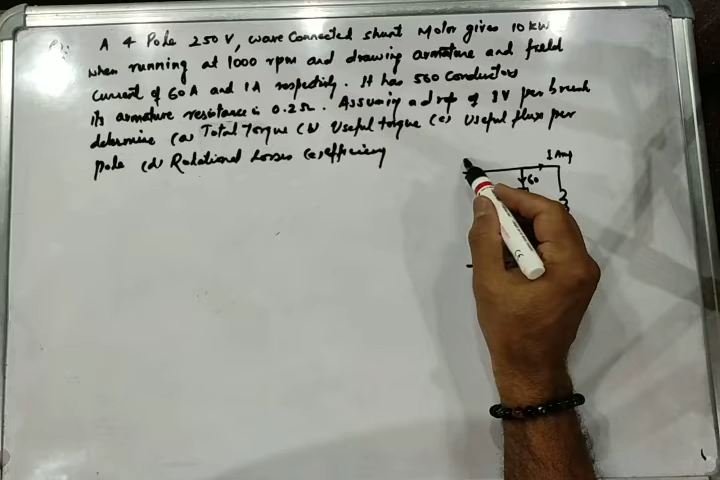 A 4 Pole 250 V, wave Connected shunt Motor gives 10 kW
when running at 1000 rpm and drawing armature and field
current of 60 A and 1A respectively. It has 560 Conductors
its armature resistance is 0.2 Ω. Assuming a drop of 1V per brush
determine (a) Total Torque (b) Useful torque (c) Useful flux per
pole (d) Rotational Losses (e) efficiency
1 Amp
60